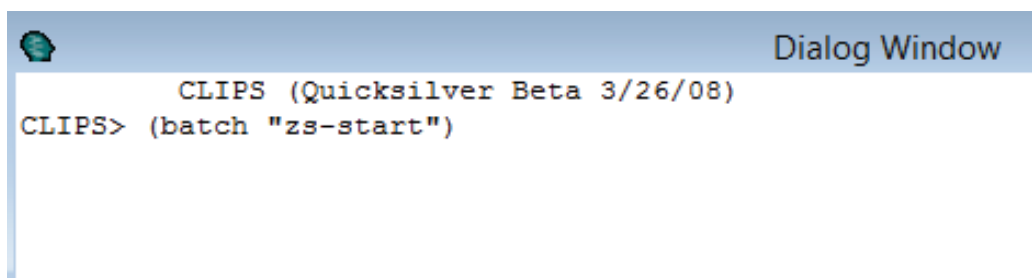 Dialog Window
CLIPS (Quicksilver Beta 3/26/08)
CLIPS> (batch "zs-start")